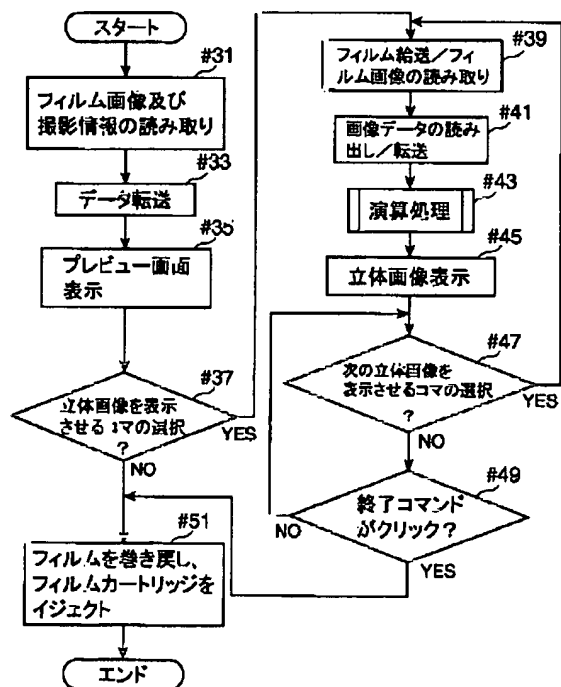 スタート
#31
フィルム画像及び
撮影情報の読み取り
#33
データ転送
#35
プレビュー画面
表示
#37
立体画像を表示
させるコマの選択
?
YES
NO
#51
フィルムを巻き戻し、
フィルムカートリッジを
イジェクト
エンド
#39
フィルム給送/フィ
ルム画像の読み取り
#41
画像データの読み
出し/転送
#43
演算処理
#45
立体画像表示
#47
次の立体画像を
表示させるコマの選択
?
YES
NO
#49
終了コマンド
がクリック?
NO
YES